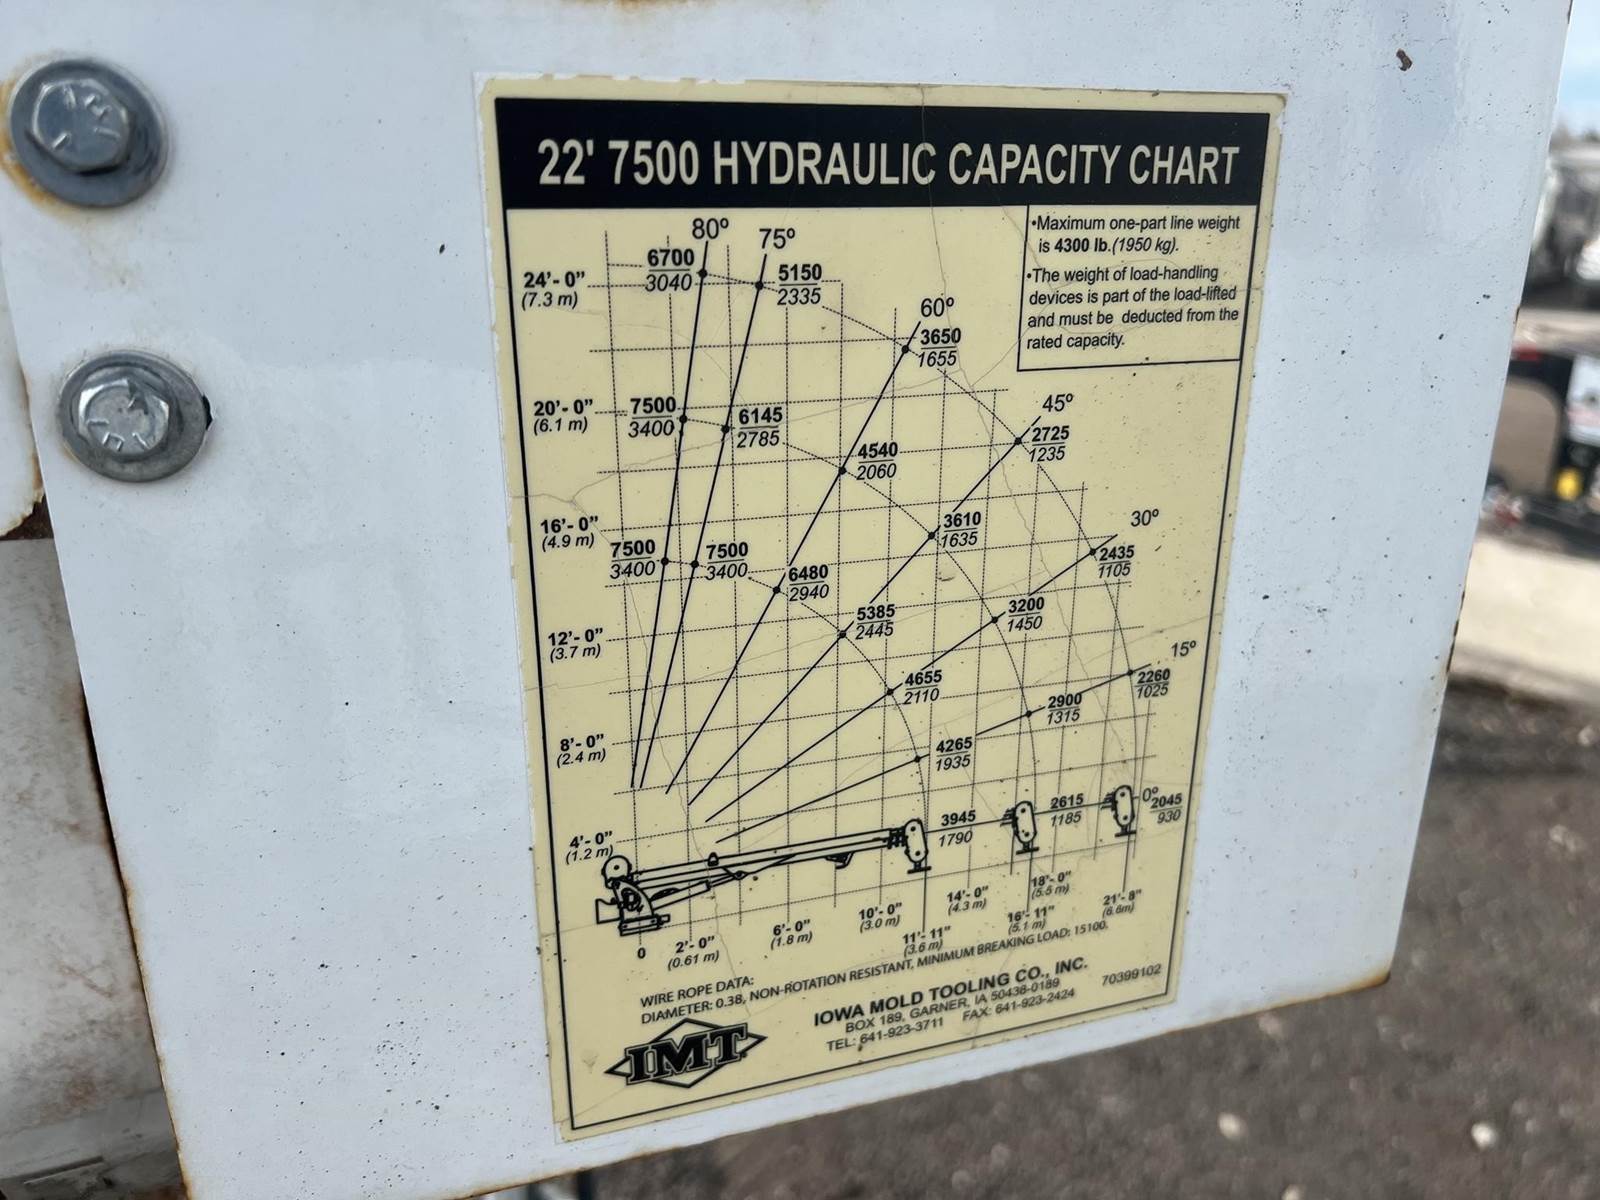 22' 7500 HYDRAULIC CAPACITY CHART
•Maximum one-part line weight
is 4300 lb.(1950 kg).
•The weight of load-handling
devices is part of the load-lifted
and must be deducted from the
rated capacity.
80º
75º
60º
45º
30º
15º
0º
24'-0"
(7.3 m)
6700
3040
5150
2335
3650
1655
20'-0"
(6.1 m)
7500
3400
6145
2785
4540
2060
2725
1235
16'-0"
(4.9 m)
7500
3400
7500
3400
6480
2940
3610
1635
2435
1105
12'-0"
(3.7 m)
5385
2445
3200
1450
4655
2110
2900
1315
2260
1025
8'-0"
(2.4 m)
4265
1935
4'-0"
(1.2 m)
3945
1790
2615
1185
2045
930
0
2'-0"
(0.61 m)
6'-0"
(1.8 m)
10'-0"
(3.0 m)
11'-11"
(3.6 m)
14'-0"
(4.3 m)
16'-11"
(5.1 m)
18'-0"
(5.5 m)
21'-8"
(6.6m)
WIRE ROPE DATA:
DIAMETER: 0.38, NON-ROTATION RESISTANT, MINIMUM BREAKING LOAD: 15100.
IMT
IOWA MOLD TOOLING CO., INC.
BOX 189, GARNER, IA 50438-0189
TEL: 641-923-3711 FAX: 641-923-2424
70399102